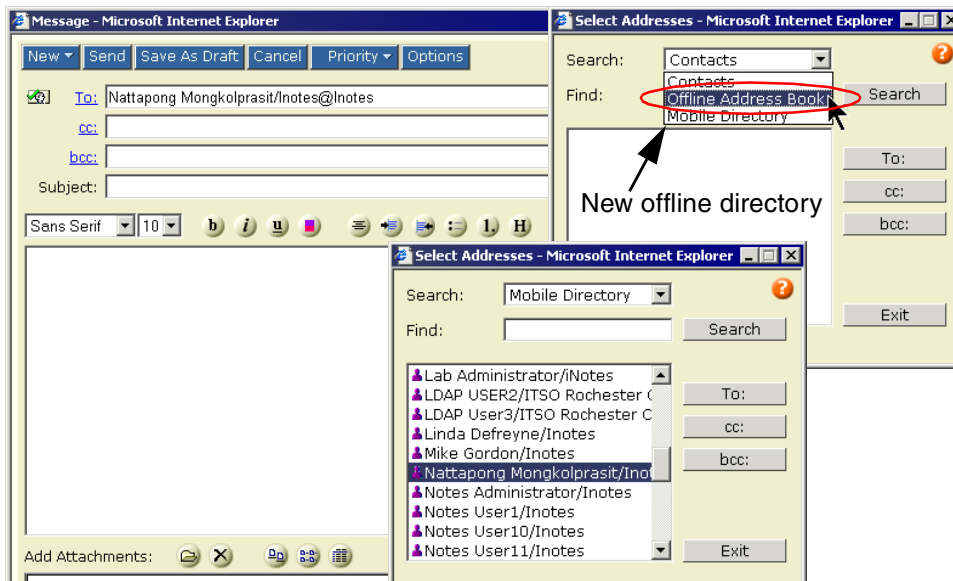 Message - Microsoft Internet Explorer
New Send Save As Draft Cancel Priority Options
To: Nattapong Mongkolprasit/Inotes@Inotes
cc:
bcc:
Subject:
Sans Serif 10 b i u 1. H
Add Attachments:
Select Addresses - Microsoft Internet Explorer
Search: Contacts
Contacts
Offline Address Book
Mobile Directory
Find: Search
To:
cc:
bcc:
Exit
New offline directory
Select Addresses - Microsoft Internet Explorer
Search: Mobile Directory
Find: Search
Lab Administrator/iNotes
LDAP USER2/ITSO Rochester (
LDAP User3/ITSO Rochester C
Linda Defreyne/Inotes
Mike Gordon/Inotes
Nattapong Mongkolprasit/Inot
Notes Administrator/Inotes
Notes User1/Inotes
Notes User10/Inotes
Notes User11/Inotes
To:
cc:
bcc:
Exit